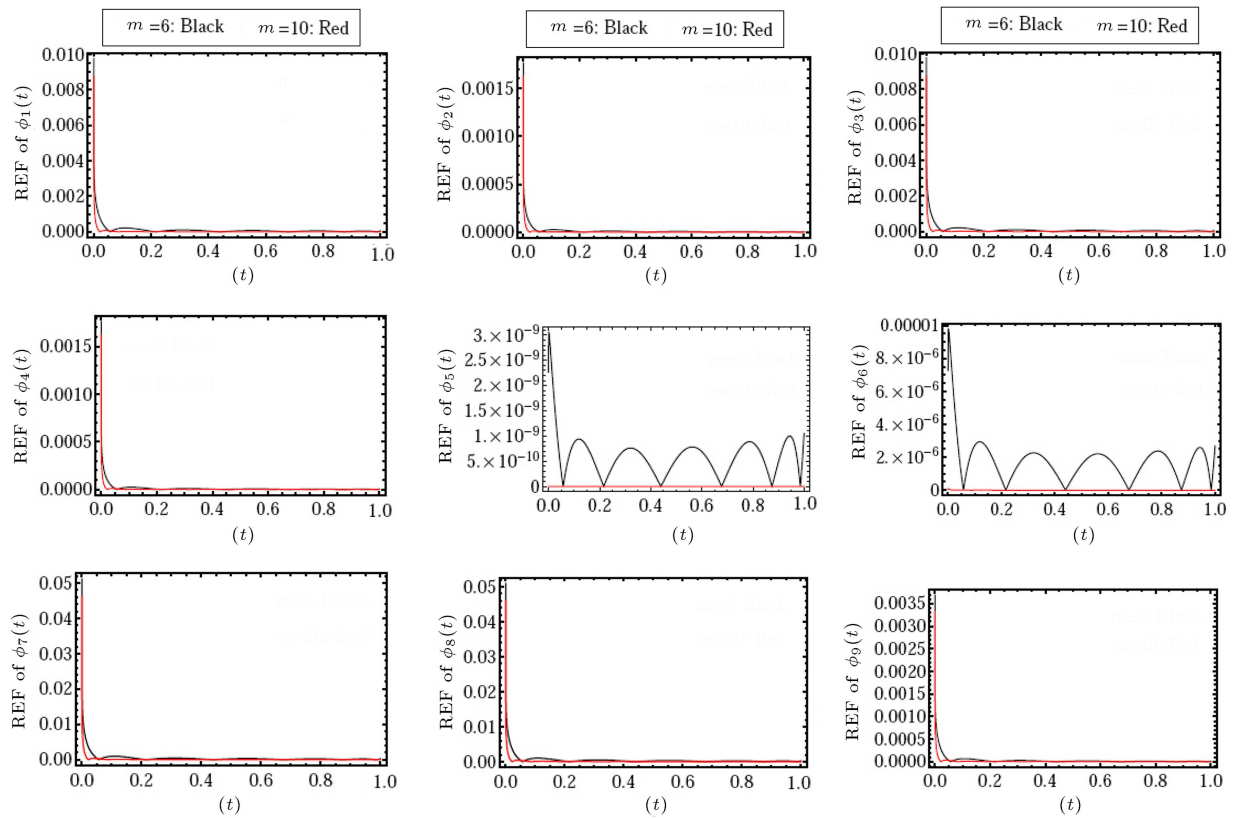 m =6: Black m =10: Red
m =6: Black m =10: Red
m =6: Black m =10: Red
REF of ϕ₁(t)
0.010
0.008
0.006
0.004
0.002
0.000
0.0 0.2 0.4 0.6 0.8 1.0
(t)
REF of ϕ₂(t)
0.0015
0.0010
0.0005
0.0000
0.0 0.2 0.4 0.6 0.8 1.0
(t)
REF of ϕ₃(t)
0.010
0.008
0.006
0.004
0.002
0.000
0.0 0.2 0.4 0.6 0.8 1.0
(t)
REF of ϕ₄(t)
0.0015
0.0010
0.0005
0.0000
0.0 0.2 0.4 0.6 0.8 1.0
(t)
REF of ϕ₅(t)
3.×10⁻⁹
2.5×10⁻⁹
2.×10⁻⁹
1.5×10⁻⁹
1.×10⁻⁹
5.×10⁻¹⁰
0
0.0 0.2 0.4 0.6 0.8 1.0
(t)
REF of ϕ₆(t)
0.00001
8.×10⁻⁶
6.×10⁻⁶
4.×10⁻⁶
2.×10⁻⁶
0
0.0 0.2 0.4 0.6 0.8 1.0
(t)
REF of ϕ₇(t)
0.05
0.04
0.03
0.02
0.01
0.00
0.0 0.2 0.4 0.6 0.8 1.0
(t)
REF of ϕ₈(t)
0.05
0.04
0.03
0.02
0.01
0.00
0.0 0.2 0.4 0.6 0.8 1.0
(t)
REF of ϕ₉(t)
0.0035
0.0030
0.0025
0.0020
0.0015
0.0010
0.0005
0.0000
0.0 0.2 0.4 0.6 0.8 1.0
(t)